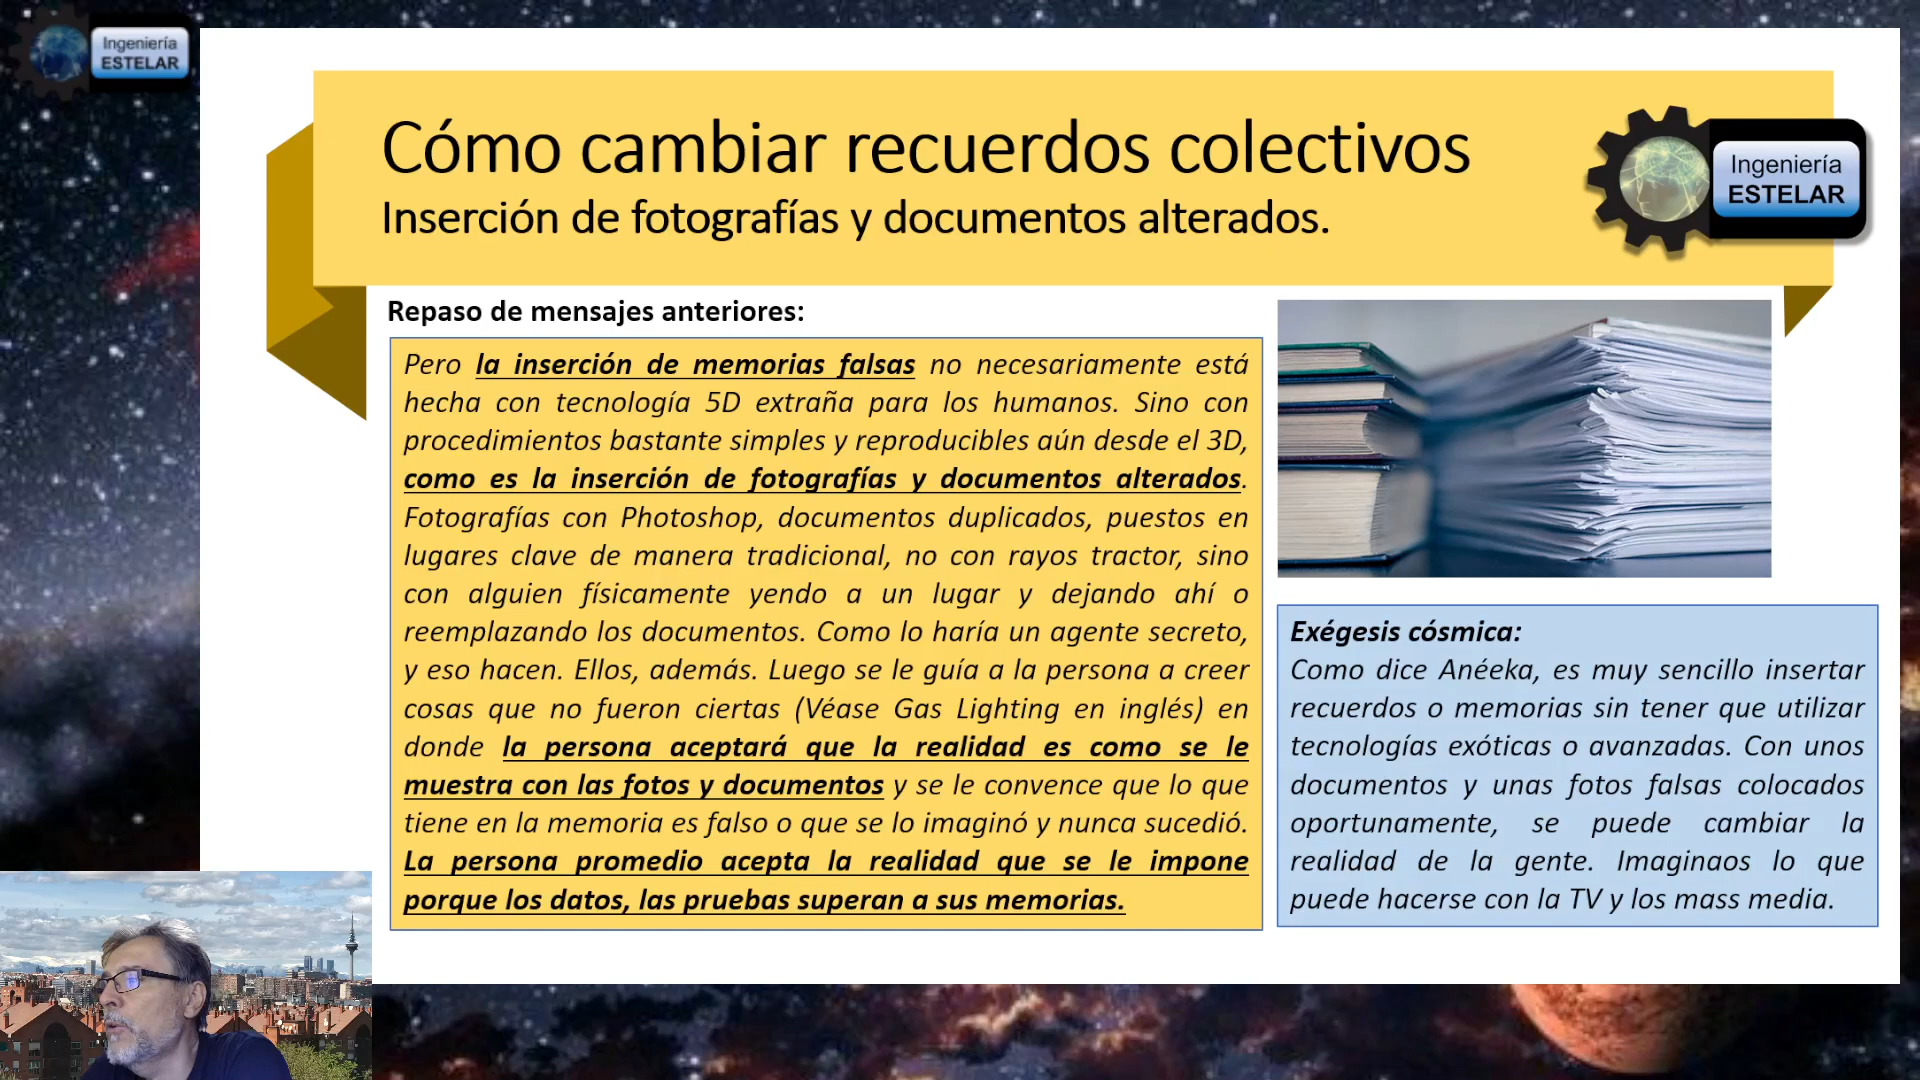 Ingeniería
ESTELAR
Cómo cambiar recuerdos colectivos
Inserción de fotografías y documentos alterados.
Ingeniería
ESTELAR
Repaso de mensajes anteriores:
Pero la inserción de memorias falsas no necesariamente está
hecha con tecnología 5D extraña para los humanos. Sino con
procedimientos bastante simples y reproducibles aún desde el 3D,
como es la inserción de fotografías y documentos alterados.
Fotografías con Photoshop, documentos duplicados, puestos en
lugares clave de manera tradicional, no con rayos tractor, sino
con alguien físicamente yendo a un lugar y dejando ahí o
reemplazando los documentos. Como lo haría un agente secreto,
y eso hacen. Ellos, además. Luego se le guía a la persona a creer
cosas que no fueron ciertas (Véase Gas Lighting en inglés) en
donde la persona aceptará que la realidad es como se le
muestra con las fotos y documentos y se le convence que lo que
tiene en la memoria es falso o que se lo imaginó y nunca sucedió.
La persona promedio acepta la realidad que se le impone
porque los datos, las pruebas superan a sus memorias.
Exégesis cósmica:
Como dice Anéeka, es muy sencillo insertar
recuerdos o memorias sin tener que utilizar
tecnologías exóticas o avanzadas. Con unos
documentos y unas fotos falsas colocados
oportunamente, se puede cambiar la
realidad de la gente. Imaginaos lo que
puede hacerse con la TV y los mass media.